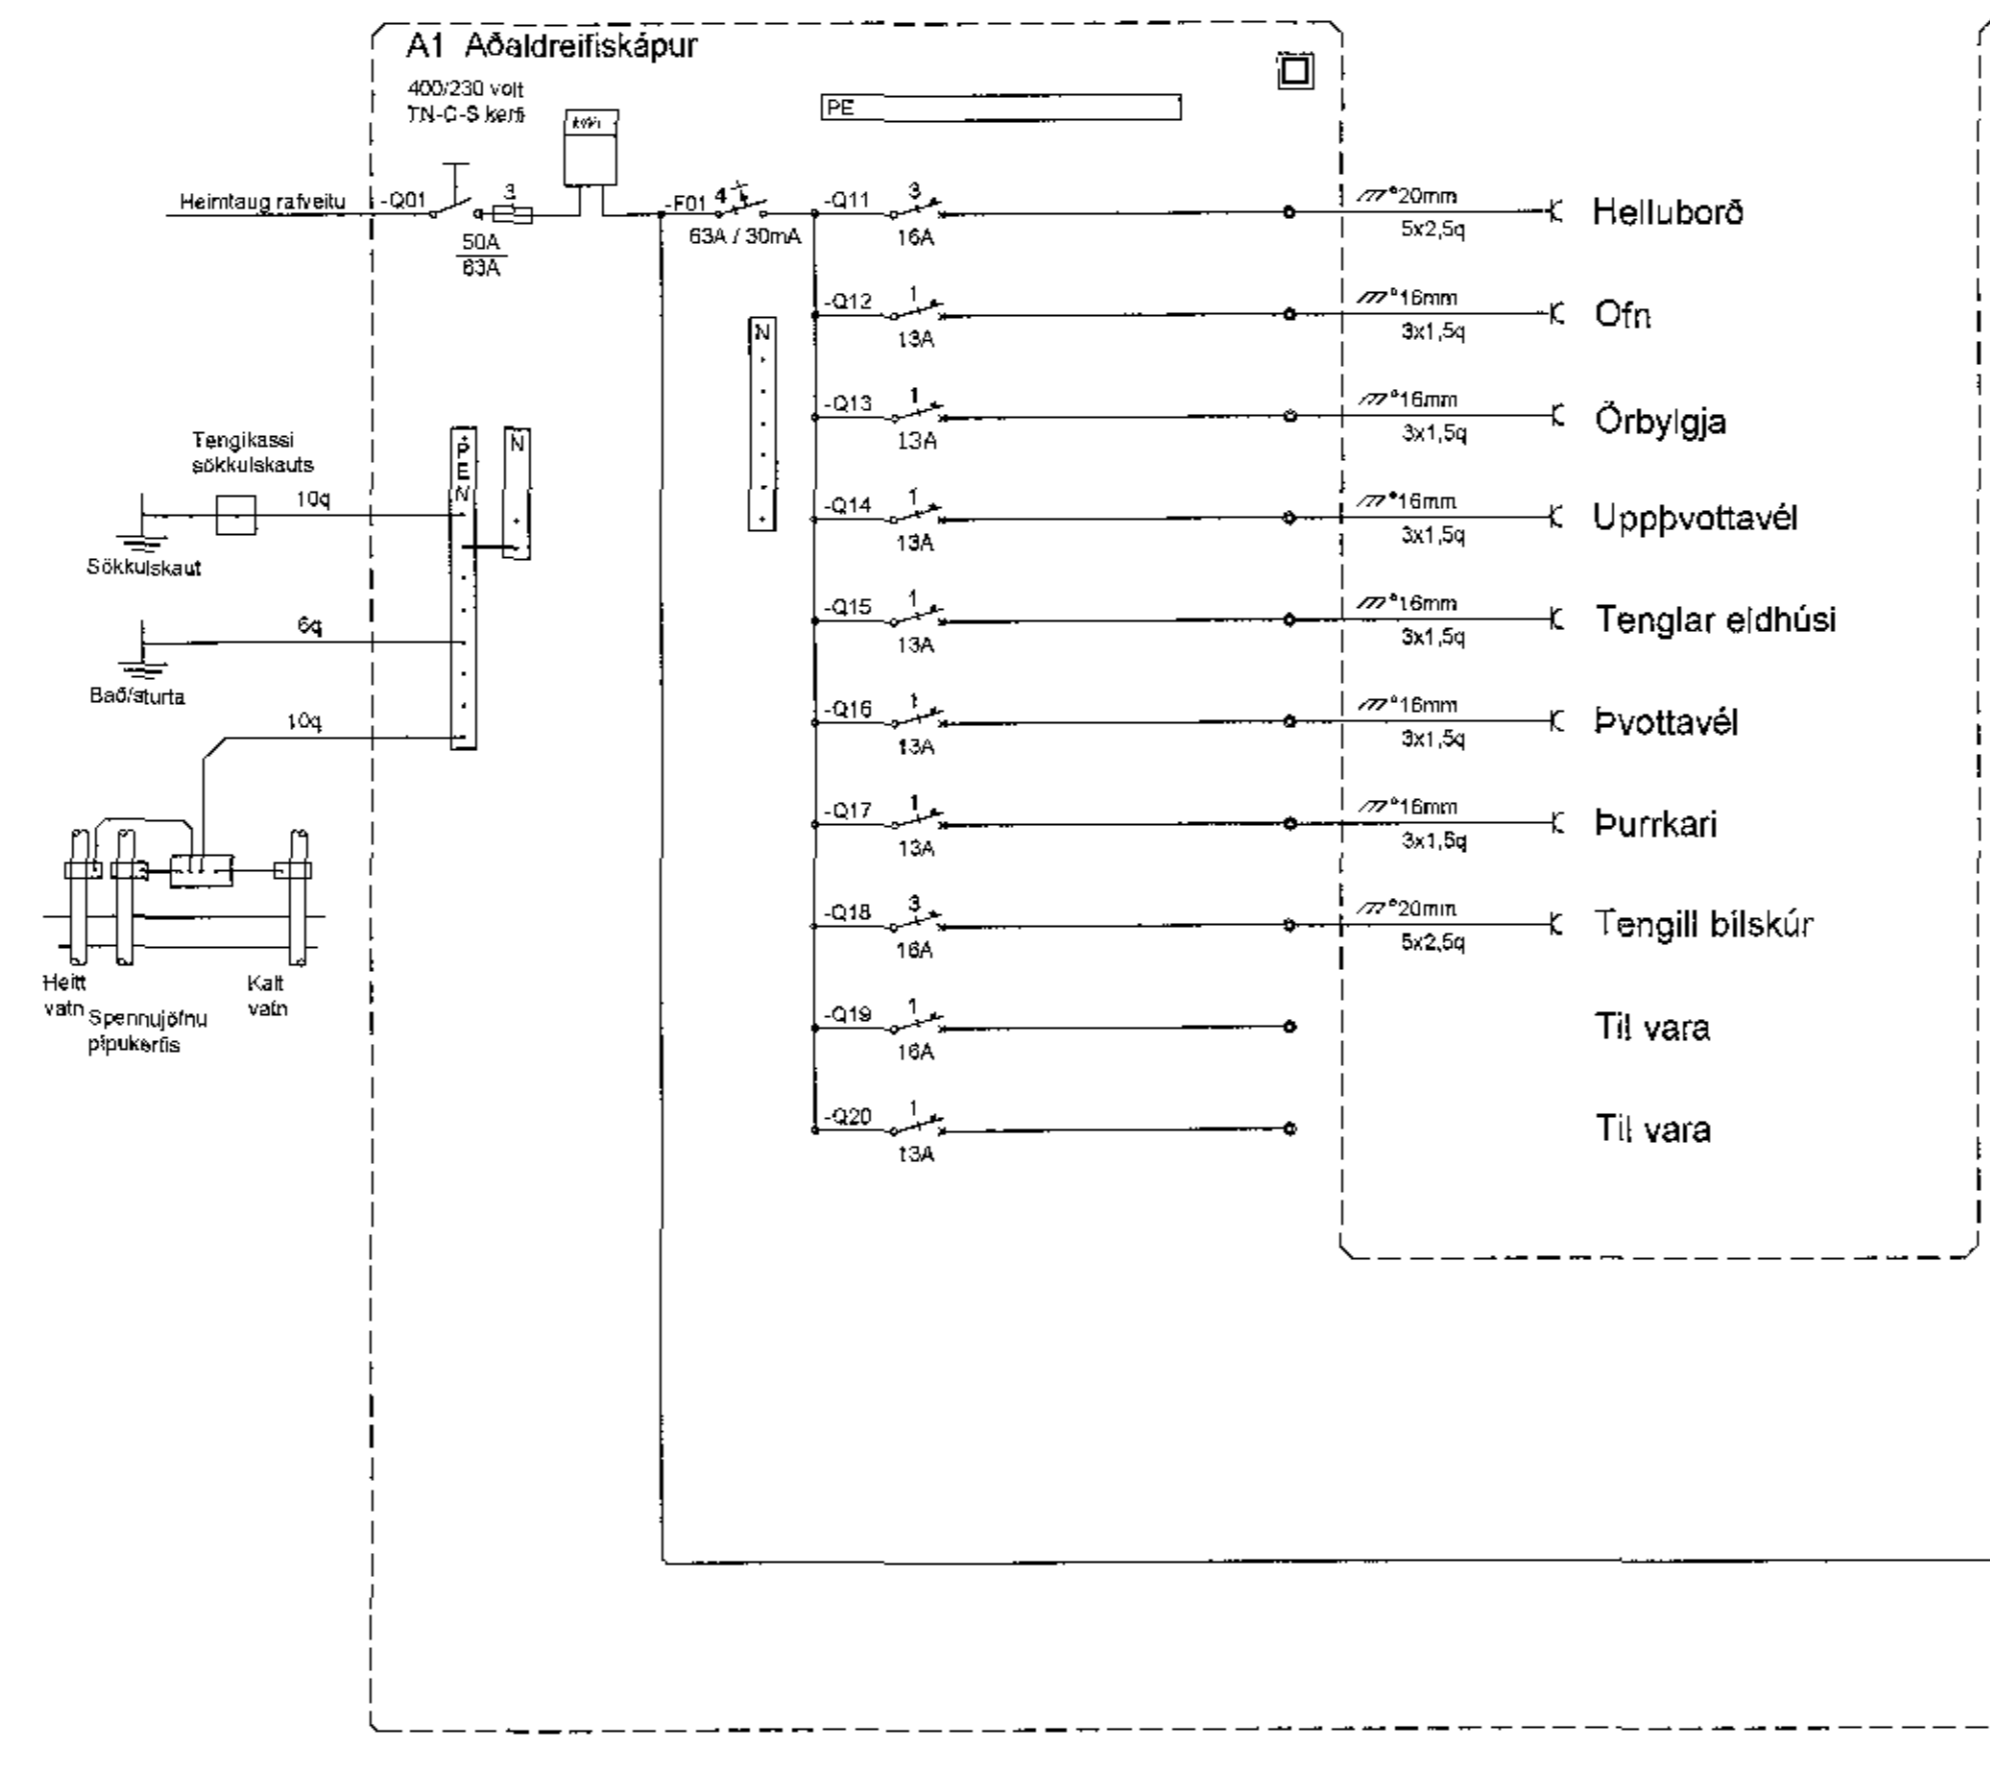 A1 Aðaldreifiskápur
400/230 volt
TN-C-S kerfi
PE
Heimtaug rafveitu
-Q01
3
50A
63A
-F01
4
63A / 30mA
N
-Q11
3
16A
20mm
5x2,5q
Helluborð
-Q12
1
13A
16mm
3x1,5q
Ofn
-Q13
1
13A
16mm
3x1,5q
Örbylgja
-Q14
1
13A
16mm
3x1,5q
Uppþvottavél
-Q15
1
13A
16mm
3x1,5q
Tenglar eldhúsi
-Q16
1
13A
16mm
3x1,5q
Þvottavél
-Q17
1
13A
16mm
3x1,5q
Þurrkari
-Q18
3
16A
20mm
5x2,5q
Tengill bílskúr
-Q19
1
16A
Til vara
-Q20
1
13A
Til vara
Tengikassi
sökkulskauts
10q
PEN
N
Sökkulskaut
6q
Bað/sturta
10q
Heitt
vatn
Kalt
vatn
Spennujöfnu
pípukerfis